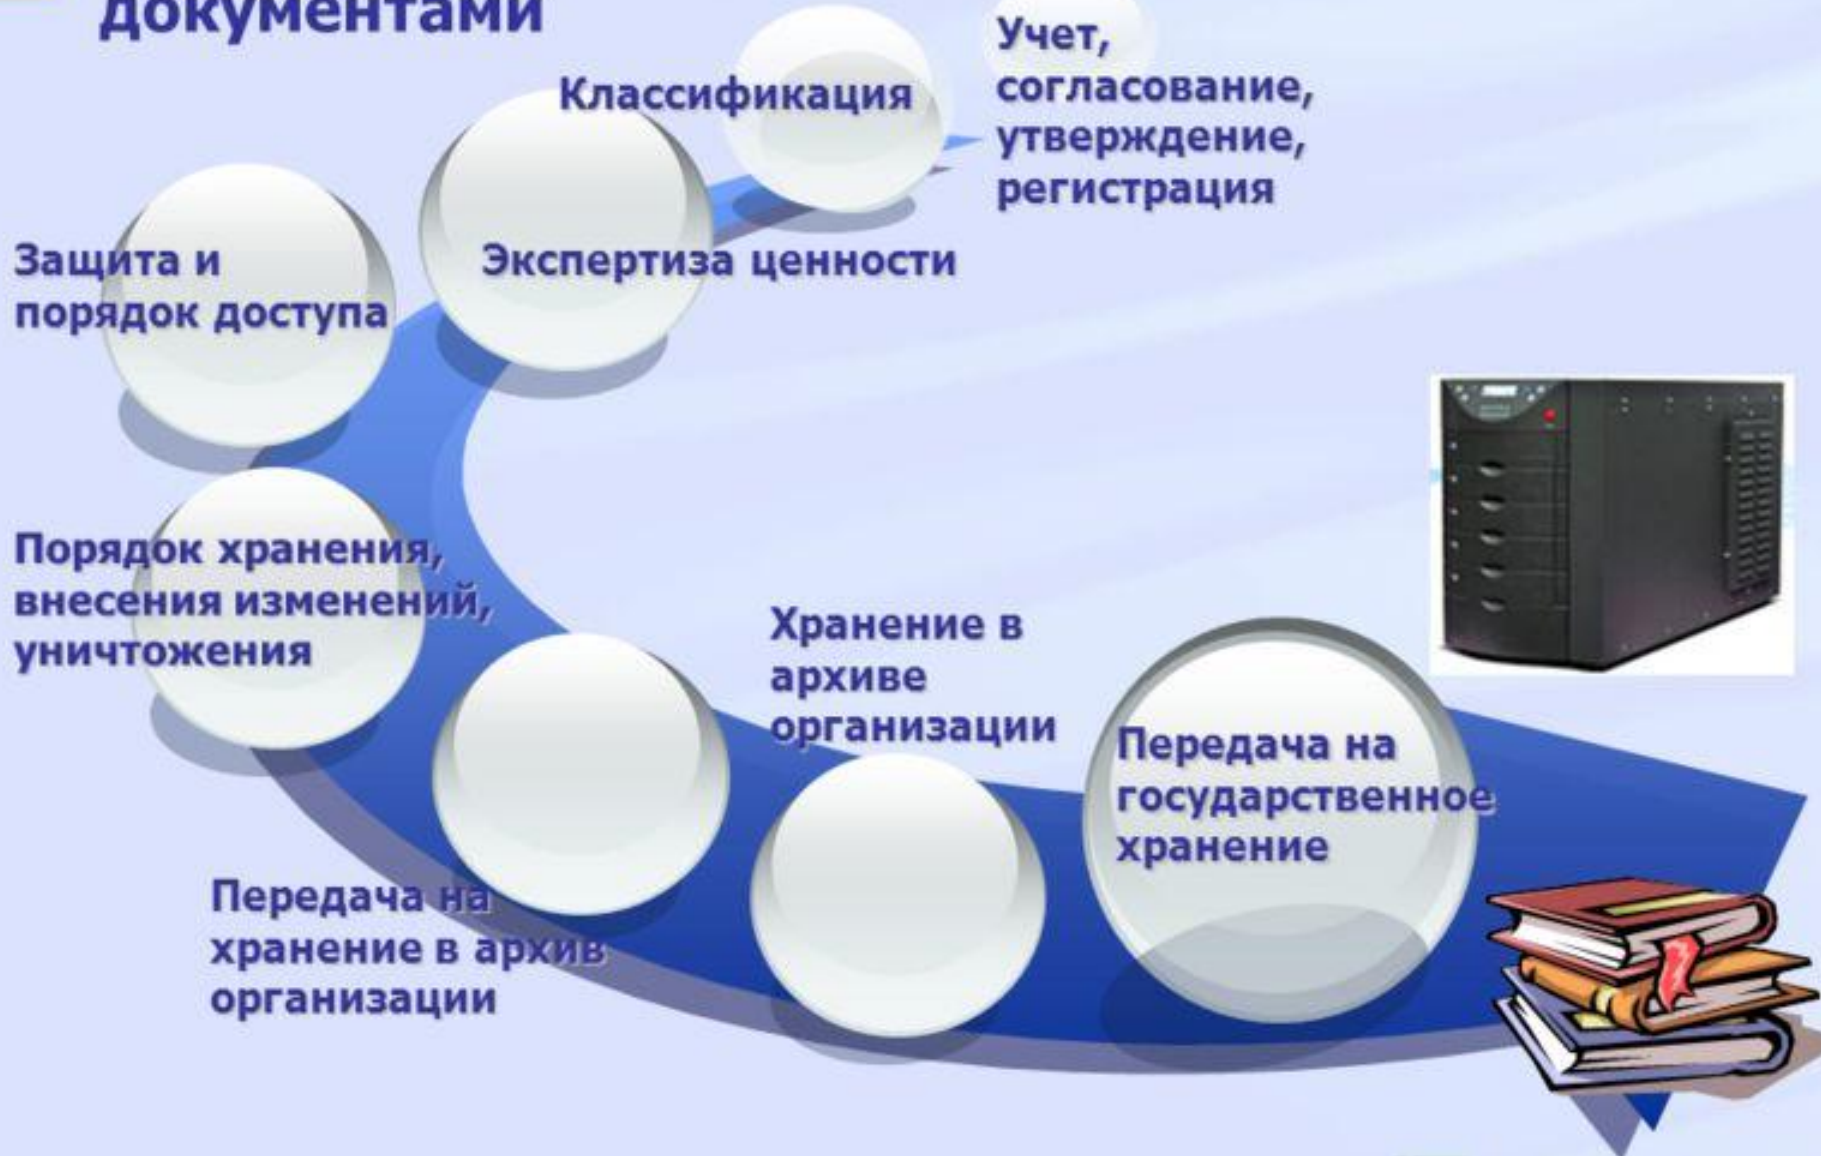 документами
Учет,
согласование,
утверждение,
регистрация
Классификация
Экспертиза ценности
Защита и
порядок доступа
Порядок хранения,
внесения изменений,
уничтожения
Передача на
хранение в архив
организации
Хранение в
архиве
организации
Передача на
государственное
хранение